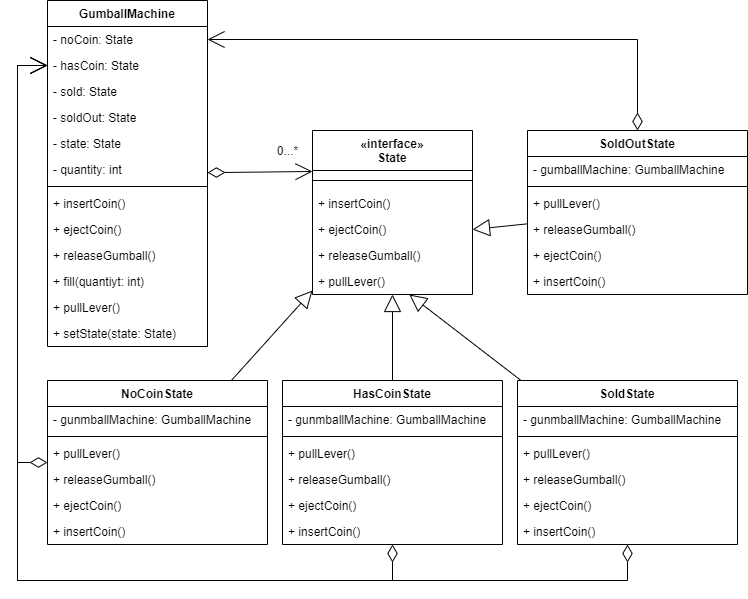 GumballMachine
- noCoin: State
- hasCoin: State
- sold: State
- soldOut: State
- state: State
- quantity: int
+ insertCoin()
+ ejectCoin()
+ releaseGumball()
+ fill(quantiyt: int)
+ pullLever()
+ setState(state: State)
0...*
«interface»
State
+ insertCoin()
+ ejectCoin()
+ releaseGumball()
+ pullLever()
SoldOutState
- gumballMachine: GumballMachine
+ pullLever()
+ releaseGumball()
+ ejectCoin()
+ insertCoin()
NoCoinState
- gunmballMachine: GumballMachine
+ pullLever()
+ releaseGumball()
+ ejectCoin()
+ insertCoin()
HasCoinState
- gunmballMachine: GumballMachine
+ pullLever()
+ releaseGumball()
+ ejectCoin()
+ insertCoin()
SoldState
- gunmballMachine: GumballMachine
+ pullLever()
+ releaseGumball()
+ ejectCoin()
+ insertCoin()